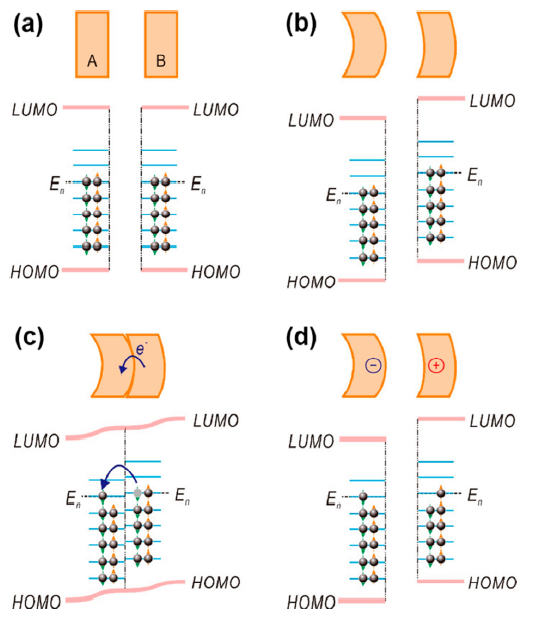 (a)
A
B
LUMO
LUMO
En
En
HOMO
HOMO
(b)
LUMO
LUMO
En
En
HOMO
HOMO
(c)
e-
LUMO
LUMO
En
En
HOMO
HOMO
(d)
−
+
LUMO
LUMO
En
En
HOMO
HOMO